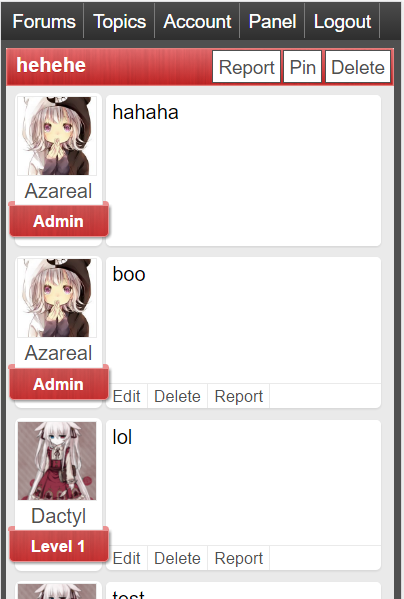 Forums Topics Account Panel Logout
hehehe Report Pin Delete
hahaha
Azareal
Admin
boo
Azareal
Admin
Edit Delete Report
lol
Dactyl
Level 1
Edit Delete Report
test